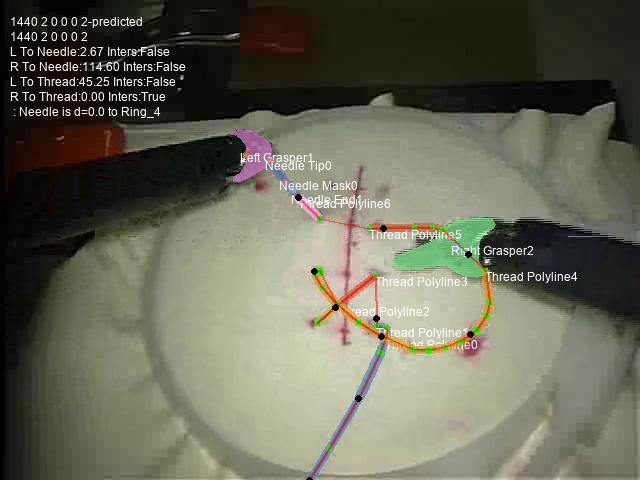 1440 2 0 0 0 2-predicted
1440 2 0 0 0 2
L To Needle:2.67 Inters:False
R To Needle:114.60 Inters:False
L To Thread:45.25 Inters:False
R To Thread:0.00 Inters:True
: Needle is d=0.0 to Ring_4
Left Grasper1
Needle Tip0
Needle Mask0
Needle End1
Thread Polyline6
Thread Polyline5
Right Grasper2
Thread Polyline4
Thread Polyline3
Thread Polyline2
Thread Polyline1
Thread Polyline0